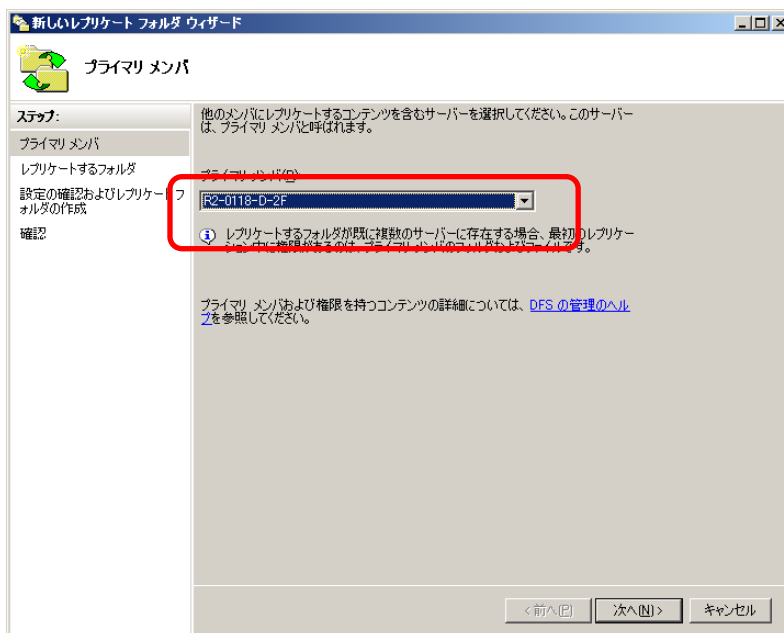 新しいレプリケート フォルダ ウィザード
プライマリ メンバ
ステップ:
プライマリ メンバ
レプリケートするフォルダ
設定の確認およびレプリケート フ
ォルダの作成
確認
他のメンバにレプリケートするコンテンツを含むサーバーを選択してください。このサーバー
は、プライマリ メンバと呼ばれます。
プライマリ メンバ(P):
R2-0118-D-2F
レプリケートするフォルダが既に複数のサーバーに存在する場合、最初のレプリケー
ション中に権限があるのは、プライマリ メンバのフォルダおよびファイルです。
プライマリ メンバおよび権限を持つコンテンツの詳細については、DFS の管理のヘル
プを参照してください。
< 前へ(P)
次へ(N) >
キャンセル